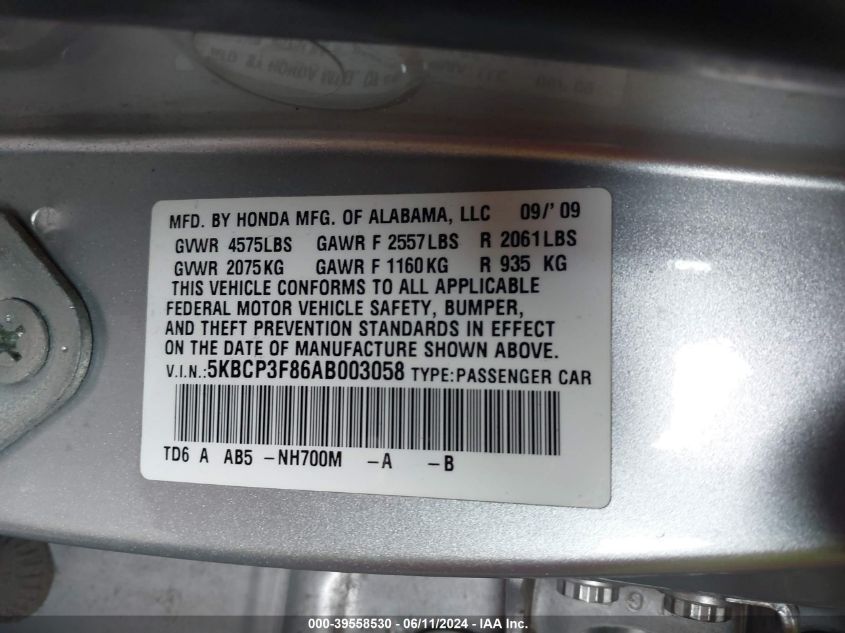 MFD. BY HONDA MFG. OF ALABAMA, LLC 09/'09
GVWR 4575LBS GAWR F 2557LBS R 2061LBS
GVWR 2075KG GAWR F 1160KG R 935 KG
THIS VEHICLE CONFORMS TO ALL APPLICABLE
FEDERAL MOTOR VEHICLE SAFETY, BUMPER,
AND THEFT PREVENTION STANDARDS IN EFFECT
ON THE DATE OF MANUFACTURE SHOWN ABOVE.
V.I.N.:5KBCP3F86AB003058 TYPE:PASSENGER CAR
TD6 A AB5 -NH700M -A -B
000-39558530 - 06/11/2024 - IAA Inc.